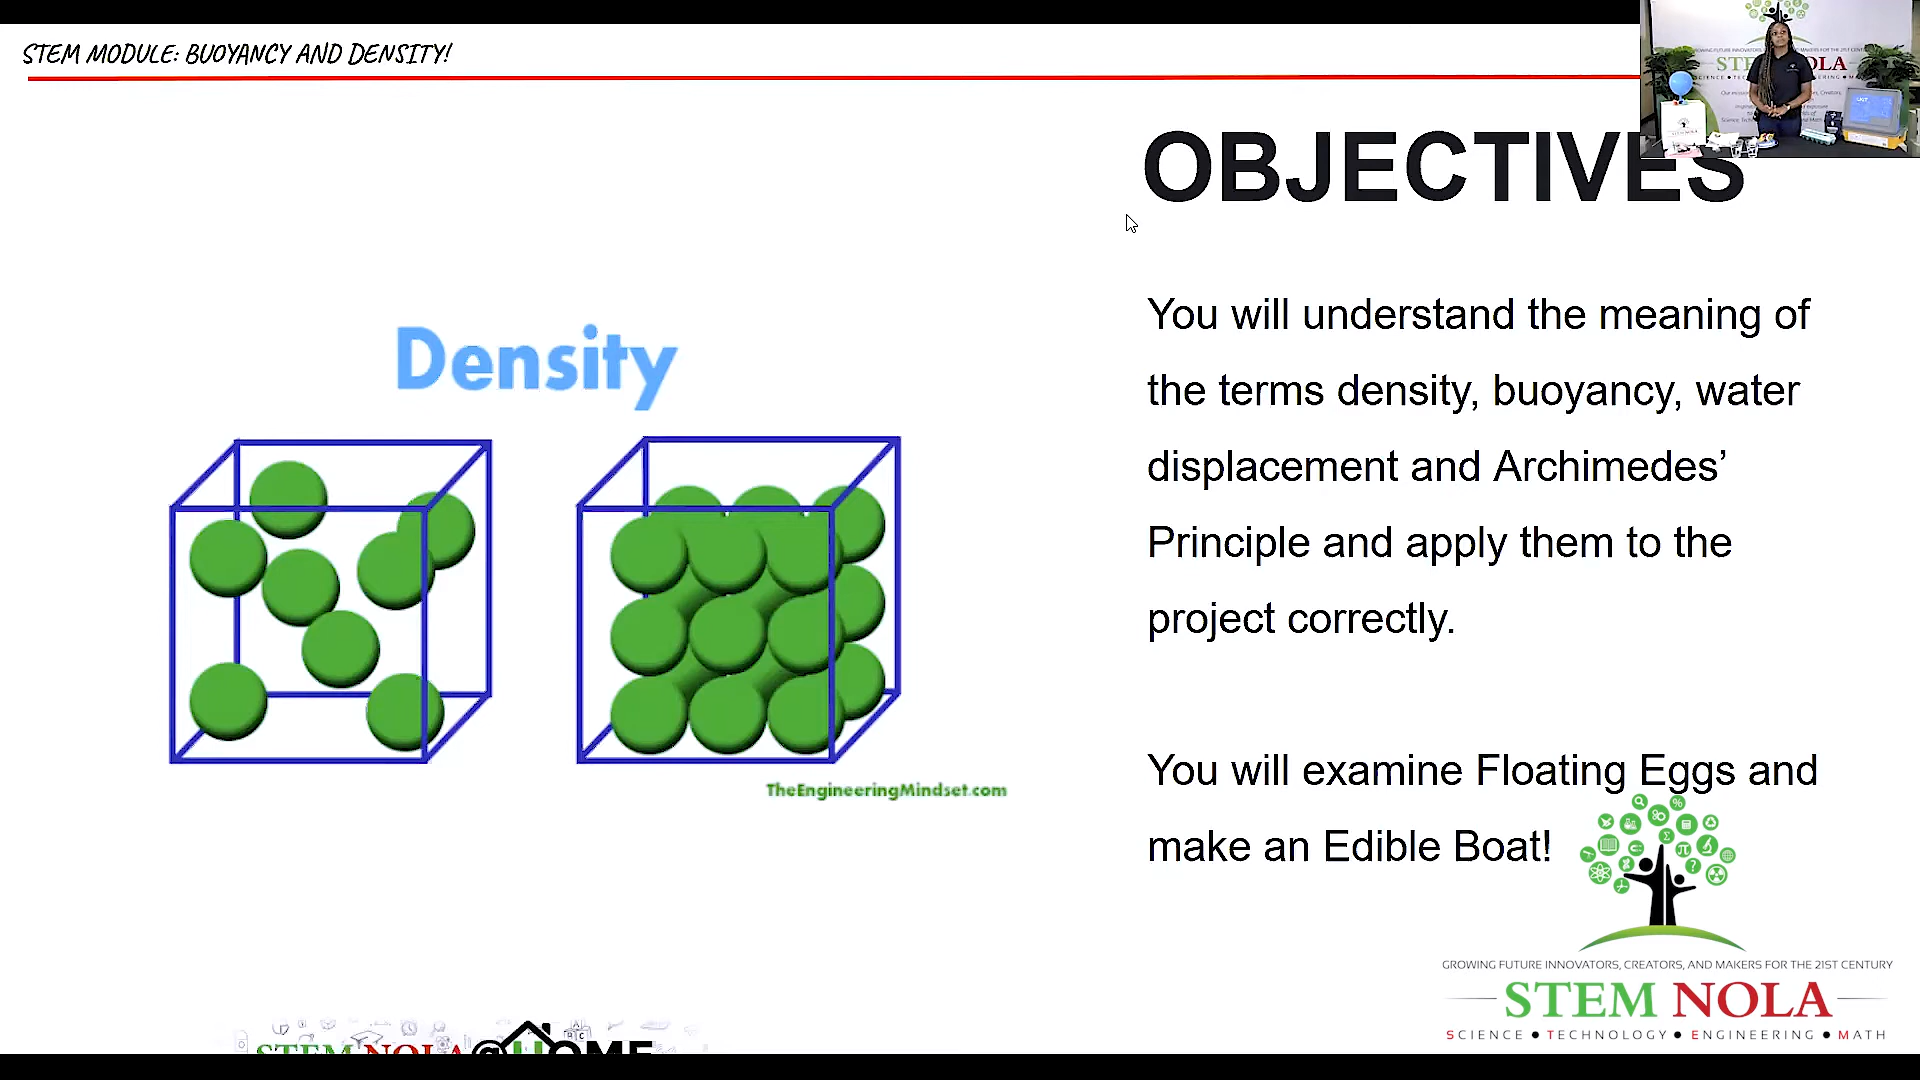 STEM MODULE: BUOYANCY AND DENSITY!
OBJECTIVES
Density
TheEngineeringMindset.com
You will understand the meaning of
the terms density, buoyancy, water
displacement and Archimedes’
Principle and apply them to the
project correctly.
You will examine Floating Eggs and
make an Edible Boat!
GROWING FUTURE INNOVATORS, CREATORS, AND MAKERS FOR THE 21ST CENTURY
STEM NOLA
SCIENCE • TECHNOLOGY • ENGINEERING • MATH
STEM NOLA@HOME